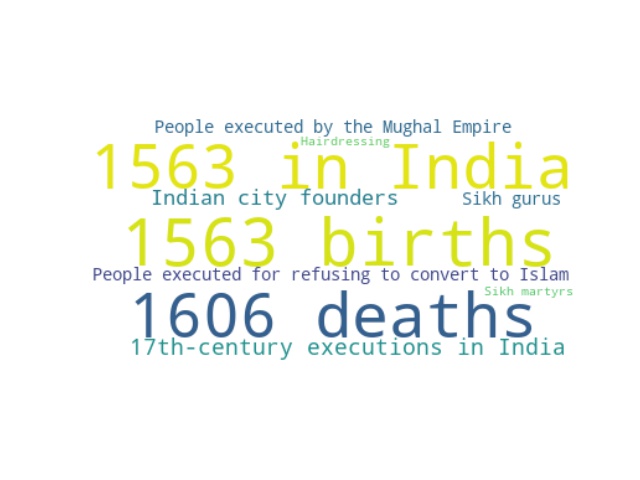 People executed by the Mughal Empire
Hairdressing
1563 in India
Indian city founders
Sikh gurus
1563 births
People executed for refusing to convert to Islam
Sikh martyrs
1606 deaths
17th-century executions in India